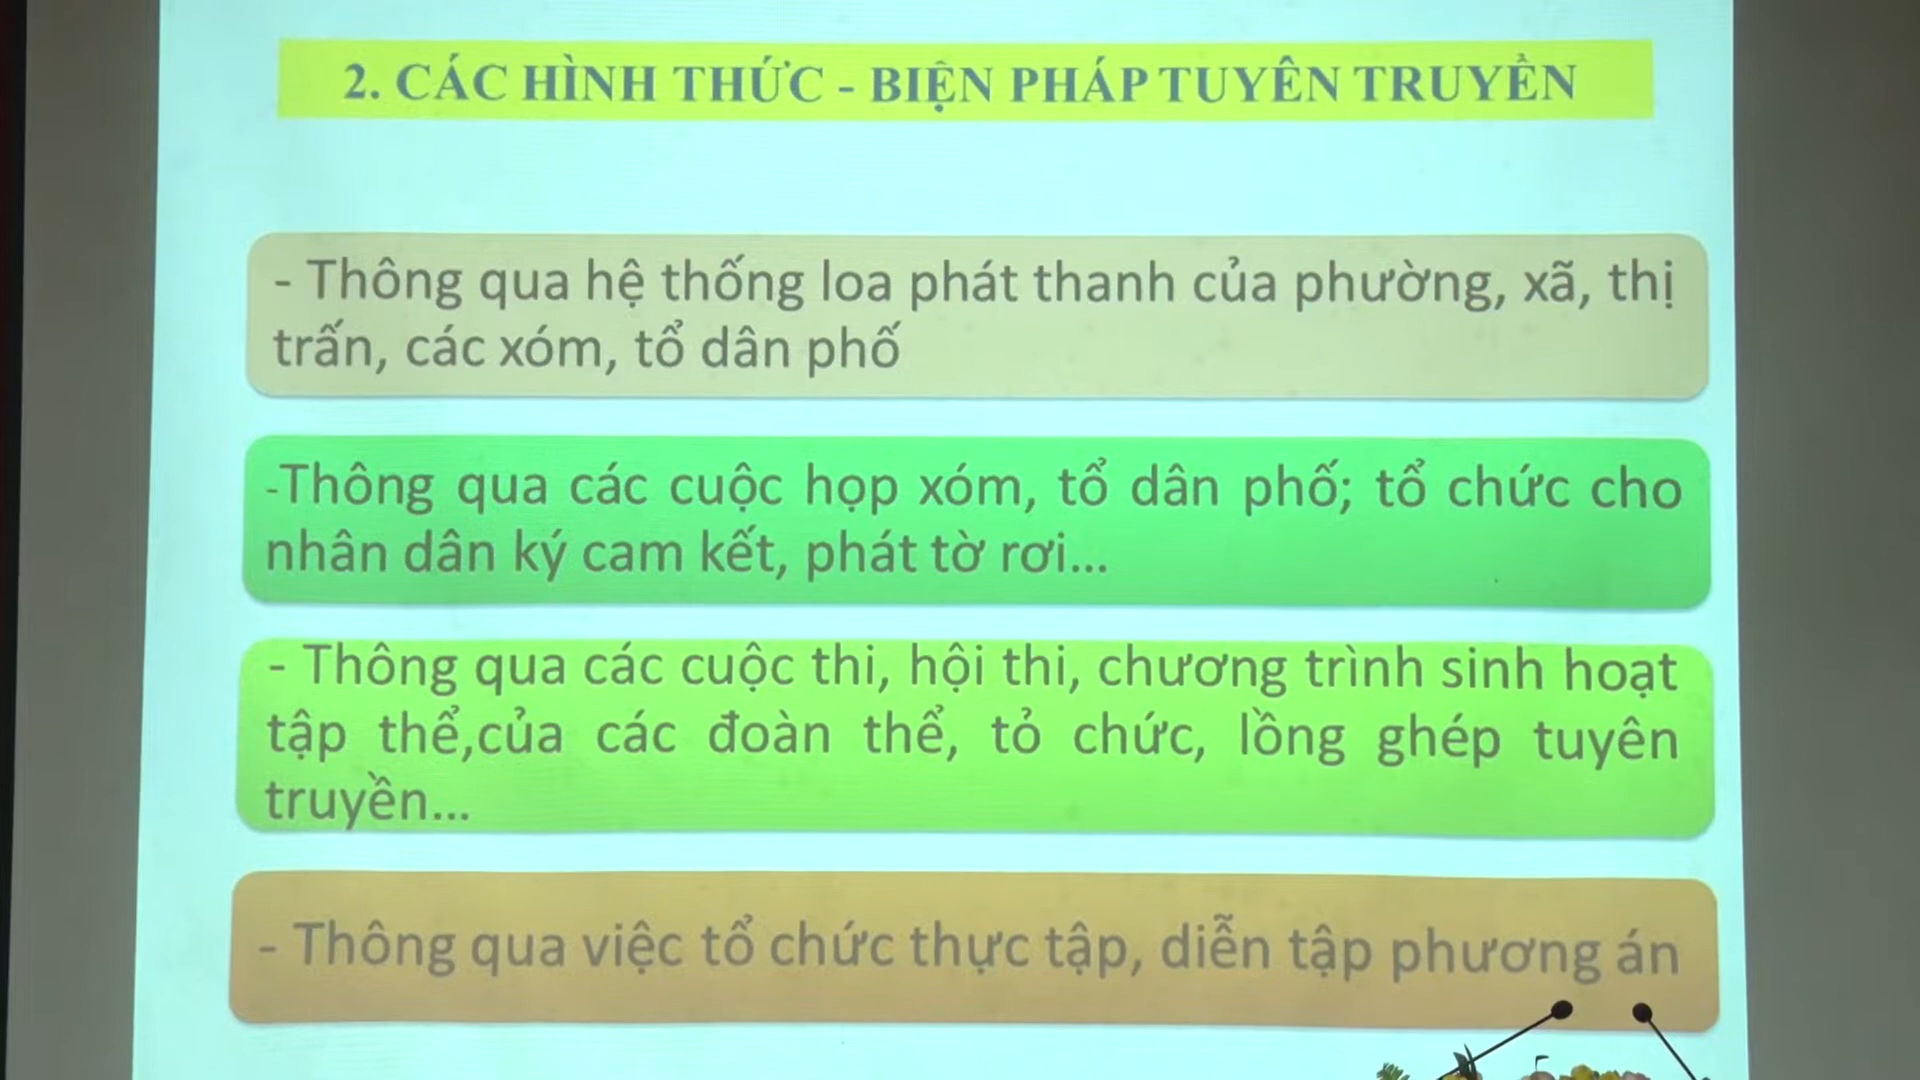 2. CÁC HÌNH THỨC - BIỆN PHÁP TUYÊN TRUYỀN
- Thông qua hệ thống loa phát thanh của phường, xã, thị
trấn, các xóm, tổ dân phố
-Thông qua các cuộc họp xóm, tổ dân phố; tổ chức cho
nhân dân ký cam kết, phát tờ rơi...
- Thông qua các cuộc thi, hội thi, chương trình sinh hoạt
tập thể,của các đoàn thể, tỏ chức, lồng ghép tuyên
truyền...
- Thông qua việc tổ chức thực tập, diễn tập phương án